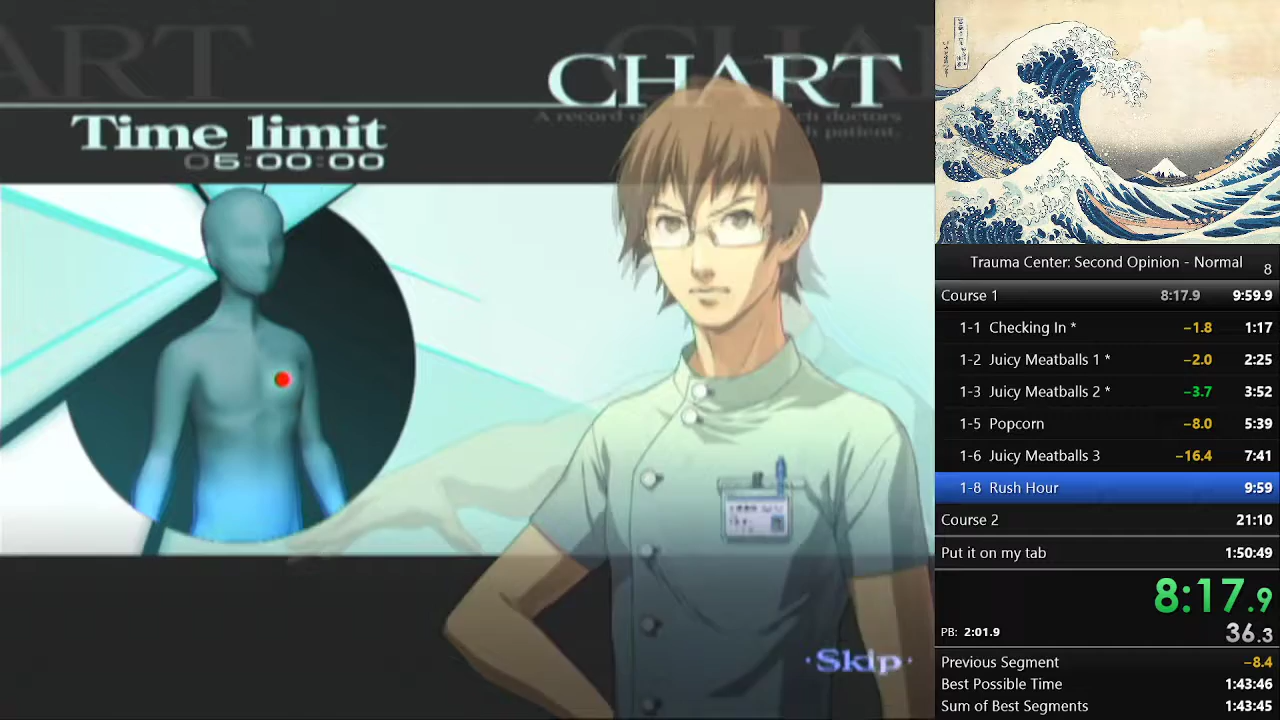 CHART
Time limit
05:00:00
A record of
ch doctors
h patient.
Skip
Trauma Center: Second Opinion - Normal
8
Course 1 8:17.9 9:59.9
1-1 Checking In * −1.8 1:17
1-2 Juicy Meatballs 1 * −2.0 2:25
1-3 Juicy Meatballs 2 * −3.7 3:52
1-5 Popcorn −8.0 5:39
1-6 Juicy Meatballs 3 −16.4 7:41
1-8 Rush Hour 9:59
Course 2 21:10
Put it on my tab 1:50:49
8:17.9
PB: 2:01.9 36.3
Previous Segment −8.4
Best Possible Time 1:43:46
Sum of Best Segments 1:43:45